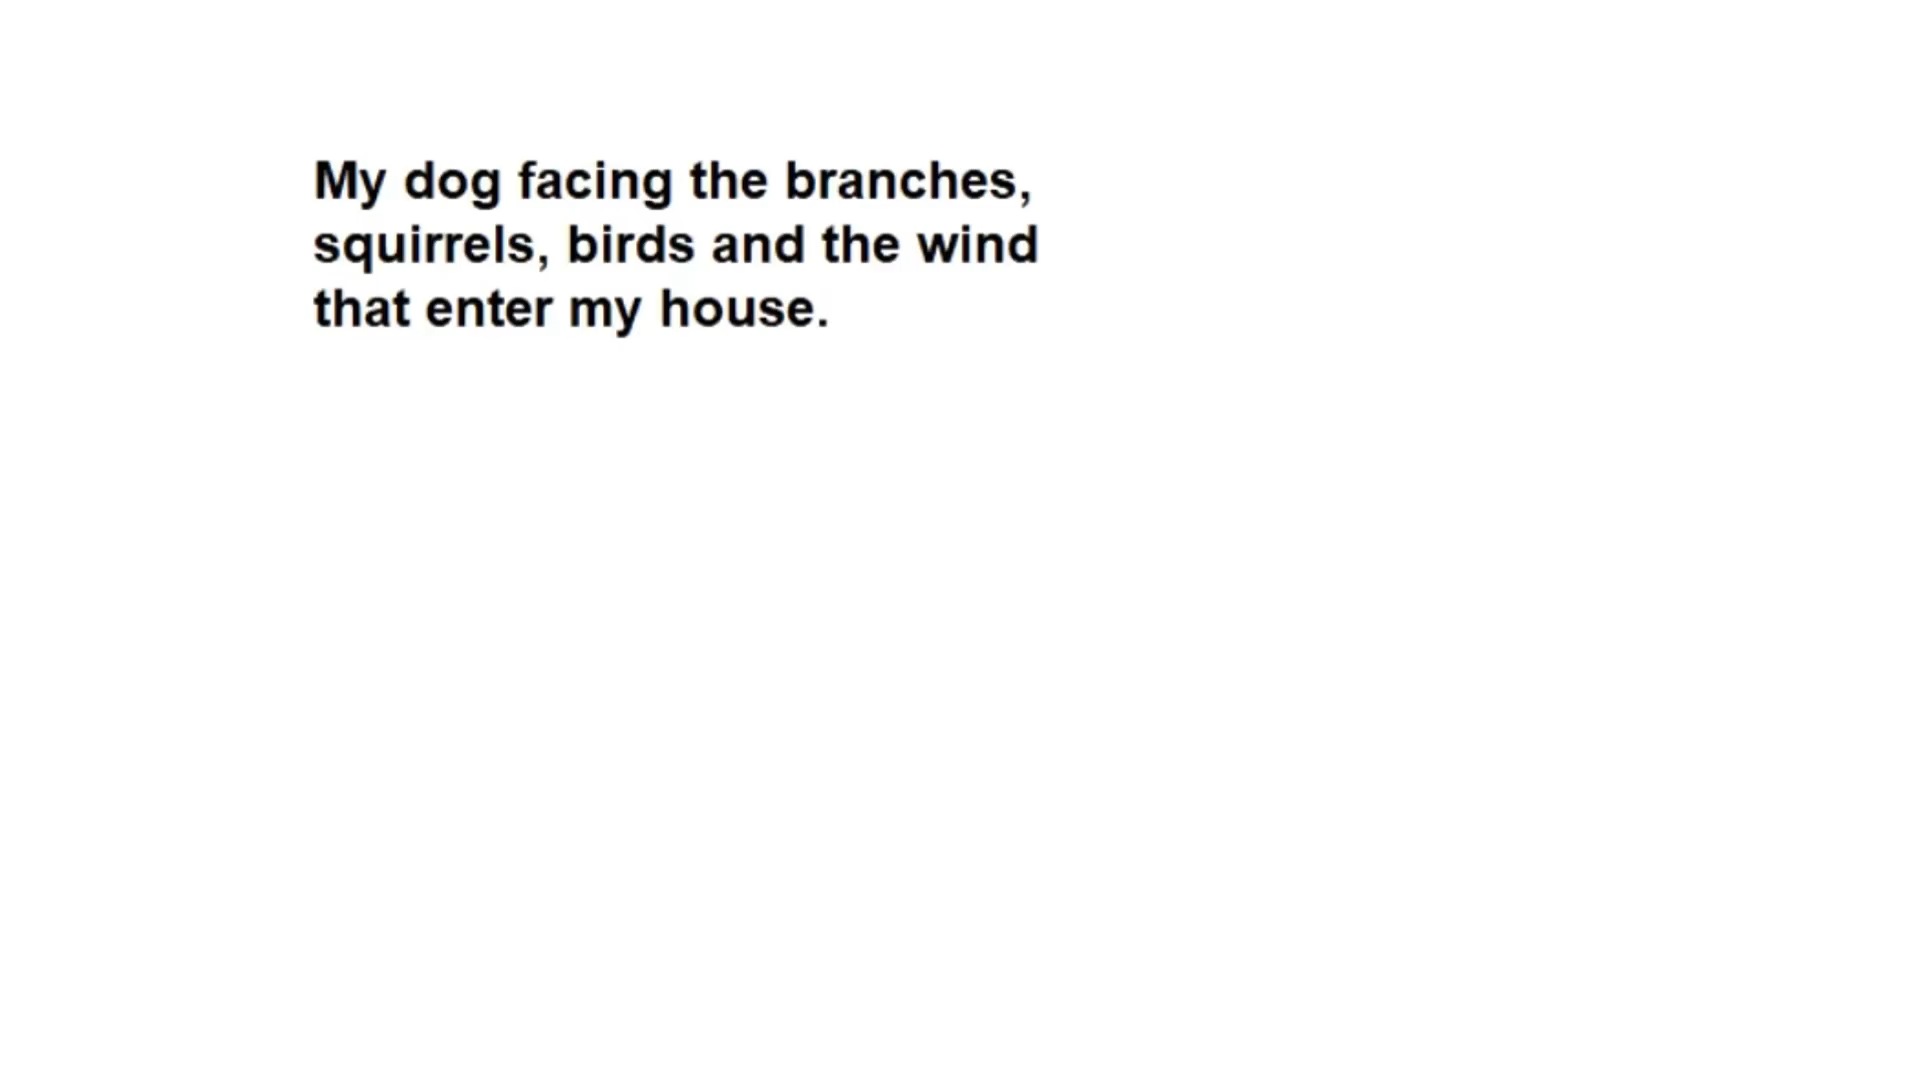 My dog facing the branches,
squirrels, birds and the wind
that enter my house.